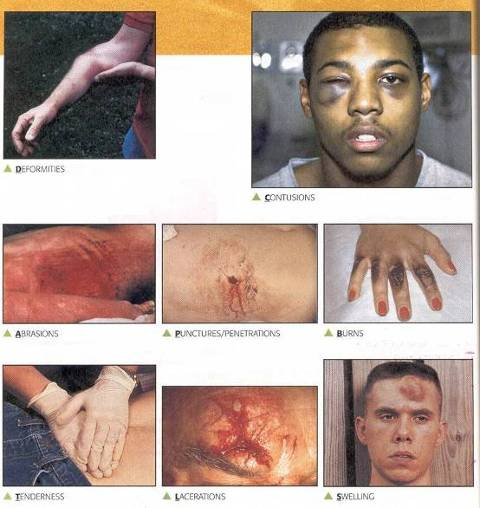 DEFORMITIES
CONTUSIONS
ABRASIONS
PUNCTURES/PENETRATIONS
BURNS
TENDERNESS
LACERATIONS
SWELLING